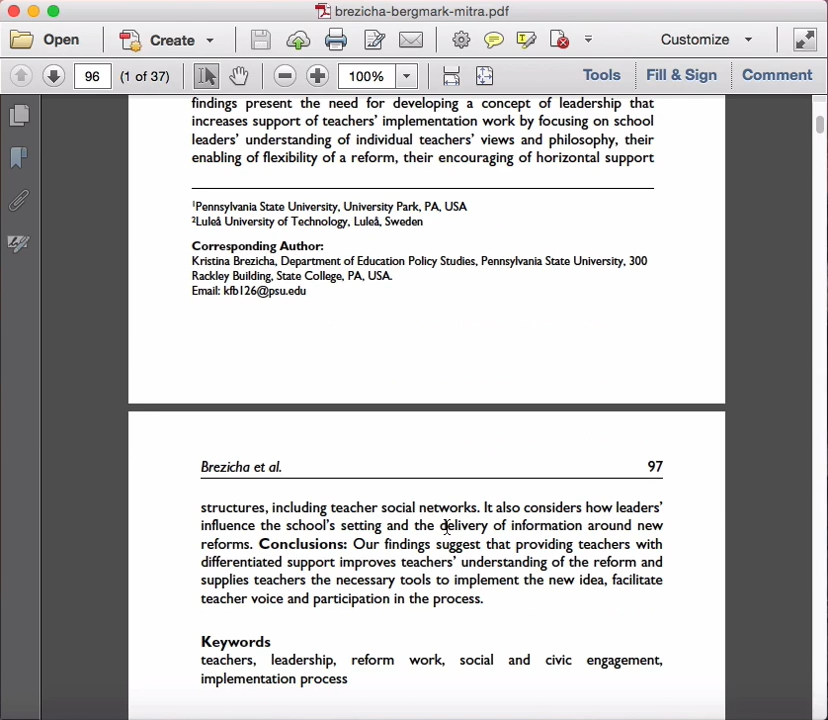 brezicha-bergmark-mitra.pdf
Open Create Customize
96 (1 of 37) 100% Tools Fill & Sign Comment
findings present the need for developing a concept of leadership that
increases support of teachers' implementation work by focusing on school
leaders' understanding of individual teachers' views and philosophy, their
enabling of flexibility of a reform, their encouraging of horizontal support
¹Pennsylvania State University, University Park, PA, USA
²Luleå University of Technology, Luleå, Sweden
Corresponding Author:
Kristina Brezicha, Department of Education Policy Studies, Pennsylvania State University, 300
Rackley Building, State College, PA, USA.
Email: kfb126@psu.edu
Brezicha et al. 97
structures, including teacher social networks. It also considers how leaders'
influence the school's setting and the delivery of information around new
reforms. Conclusions: Our findings suggest that providing teachers with
differentiated support improves teachers' understanding of the reform and
supplies teachers the necessary tools to implement the new idea, facilitate
teacher voice and participation in the process.
Keywords
teachers, leadership, reform work, social and civic engagement,
implementation process